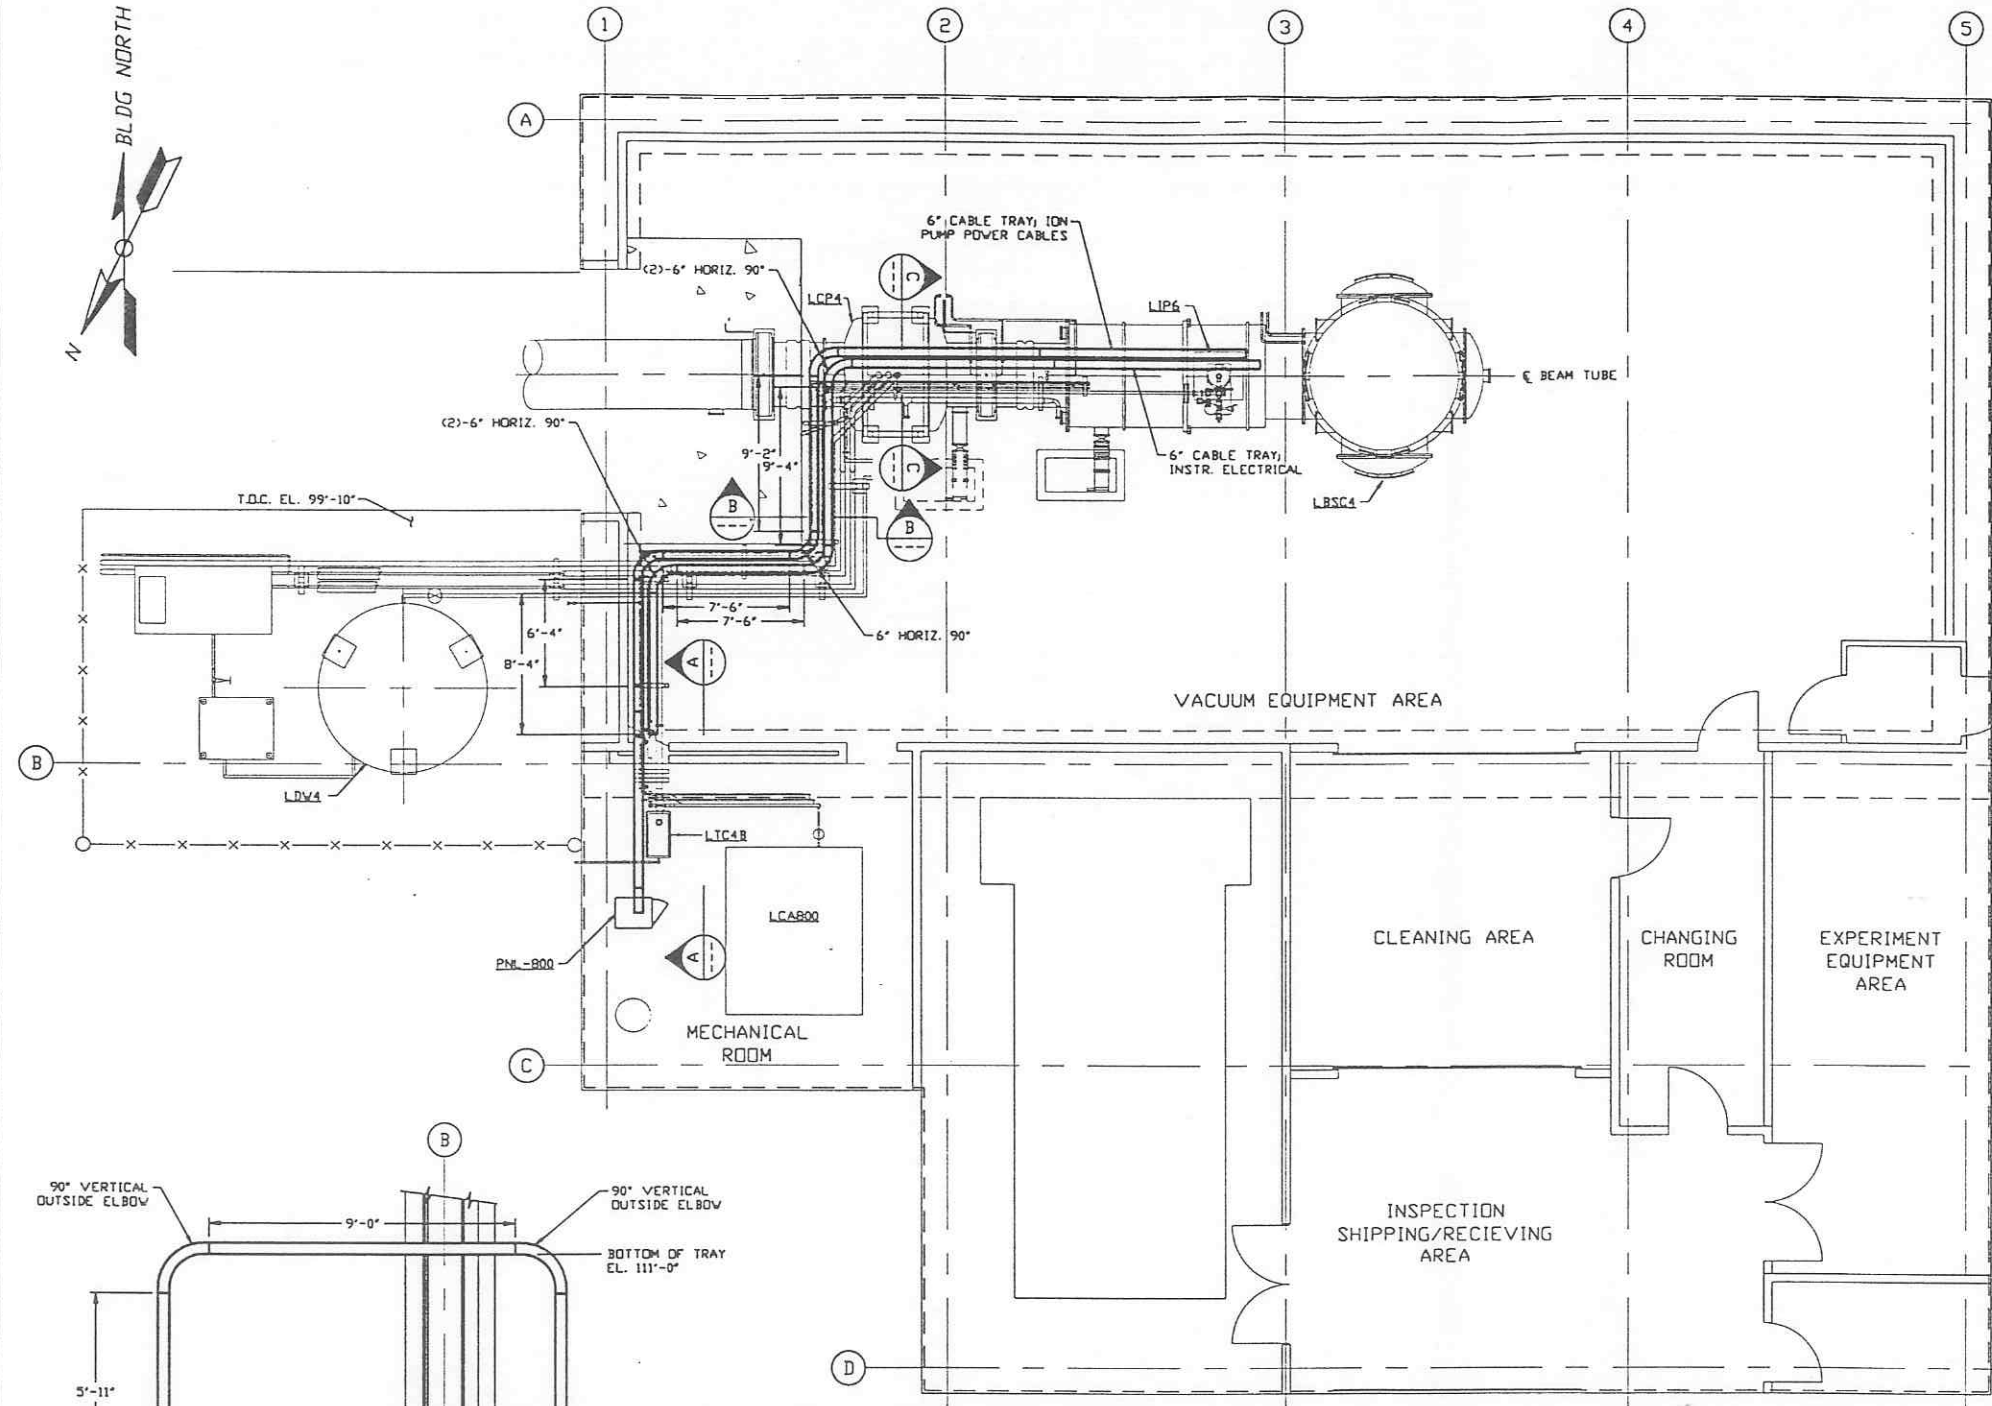 BLDG NORTH
N
1
2
3
4
5
A
6" CABLE TRAY; ION
PUMP POWER CABLES
(2)-6" HORIZ. 90°
C
LCP4
LIP6
℄ BEAM TUBE
(2)-6" HORIZ. 90°
9'-2"
9'-4"
C
6" CABLE TRAY;
INSTR. ELECTRICAL
LBSC4
T.O.C. EL. 99'-10"
B
B
7'-6"
7'-6"
6'-4"
6" HORIZ. 90°
8'-4"
A
VACUUM EQUIPMENT AREA
B
LDW4
LTC4B
LCA800
PNL-800
A
CLEANING AREA
CHANGING
ROOM
EXPERIMENT
EQUIPMENT
AREA
MECHANICAL
ROOM
C
B
90° VERTICAL
OUTSIDE ELBOW
90° VERTICAL
OUTSIDE ELBOW
9'-0"
BOTTOM OF TRAY
EL. 111'-0"
INSPECTION
SHIPPING/RECIEVING
AREA
D
5'-11"